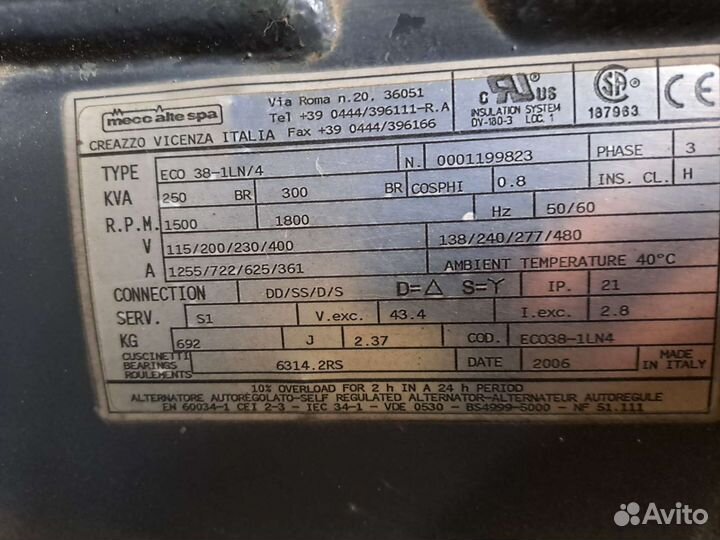 mecc alte spa
CREAZZO VICENZA ITALIA
Via Roma n.20, 36051
Tel +39 0444/396111-R.A
Fax +39 0444/396166
C US
INSULATION SYSTEM
DV-180-3 LOC. 1
187963
CE
TYPE ECO 38-1LN/4 N. 0001199823 PHASE 3
KVA 250 BR 300 BR COSPHI 0.8 INS. CL. H
R.P.M. 1500 1800 Hz 50/60
V 115/200/230/400 138/240/277/480
A 1255/722/625/361 AMBIENT TEMPERATURE 40°C
CONNECTION DD/SS/D/S D=△ S=Y IP. 21
SERV. S1 V.exc. 43.4 I.exc. 2.8
KG 692 J 2.37 COD. ECO38-1LN4
CUSCINETTI
BEARINGS
ROULEMENTS
6314.2RS DATE 2006
MADE
IN ITALY
10% OVERLOAD FOR 2 h IN A 24 h PERIOD
ALTERNATORE AUTOREGOLATO-SELF REGULATED ALTERNATOR-ALTERNATEUR AUTOREGULE
EN 60034-1 CEI 2-3 - IEC 34-1 - VDE 0530 - BS4999-5000 - NF 51.111
Avito